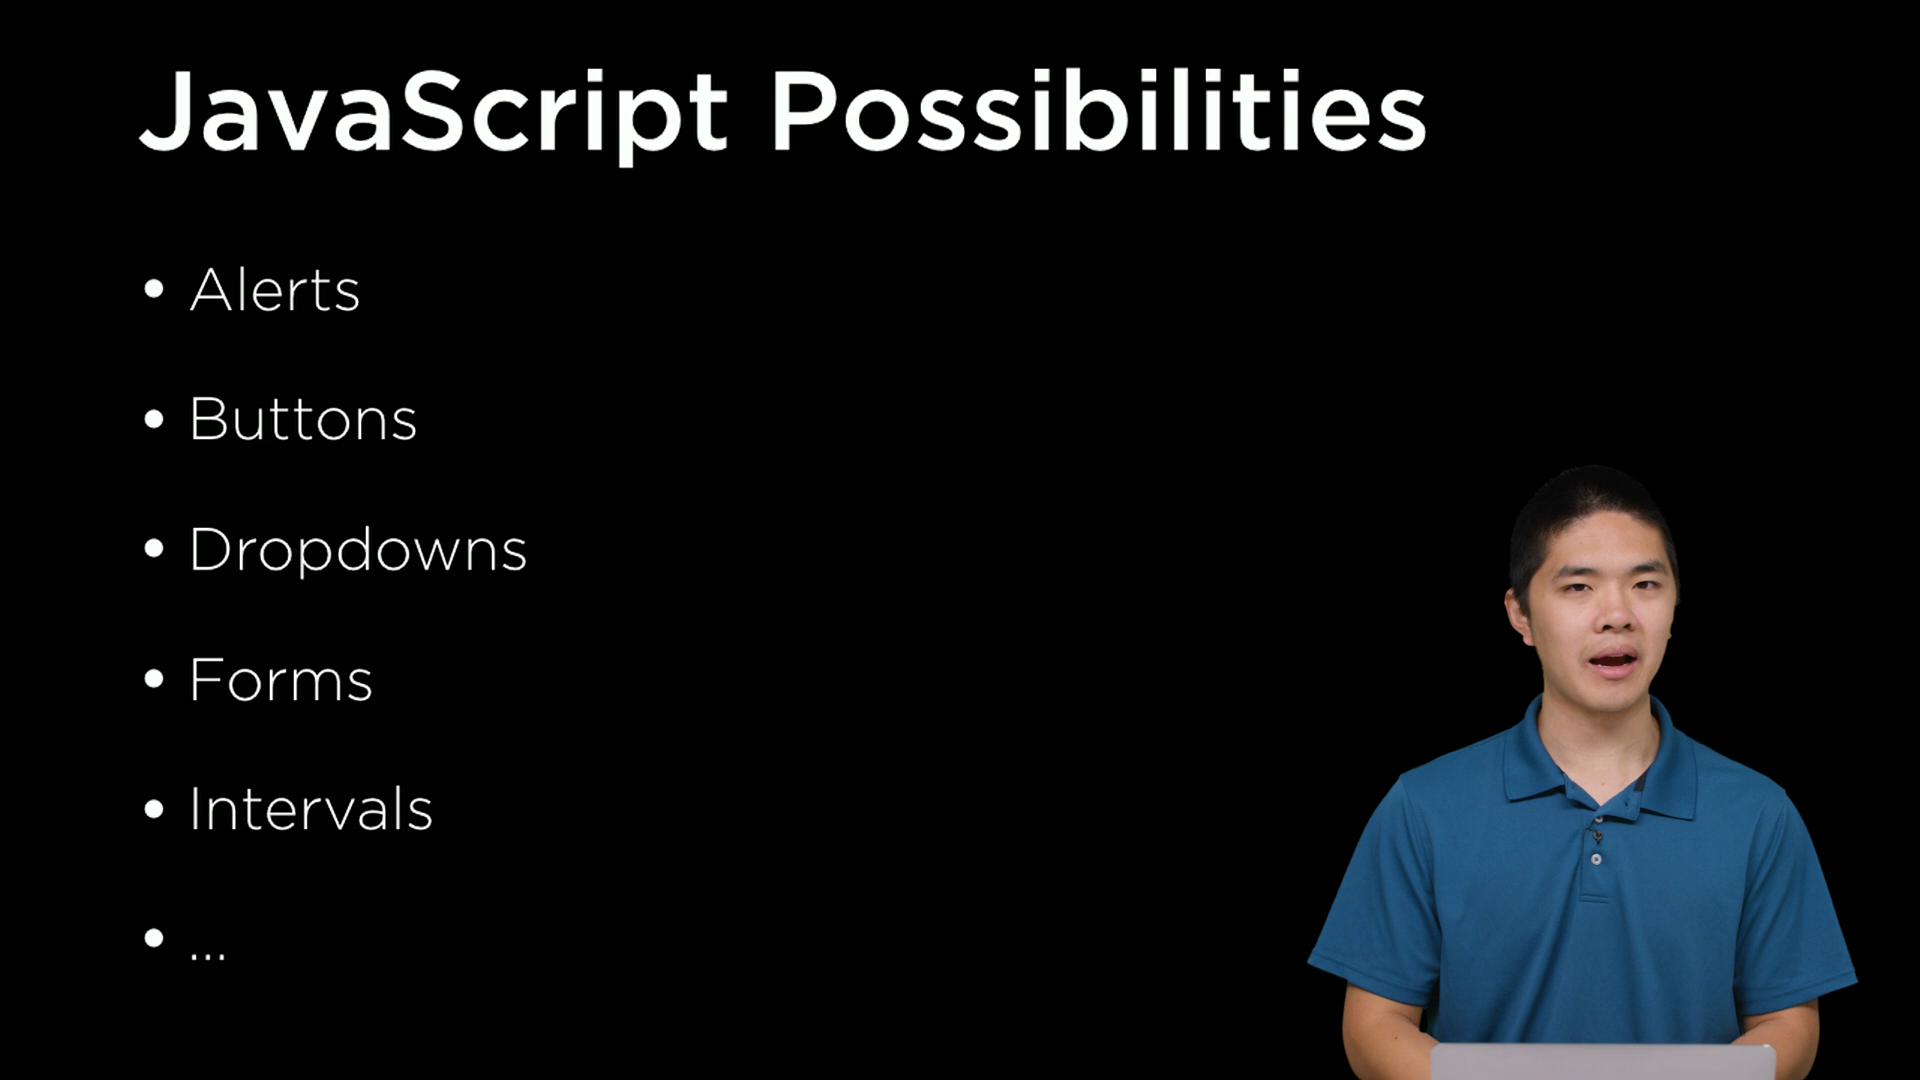 JavaScript Possibilities
• Alerts
• Buttons
• Dropdowns
• Forms
• Intervals
• ...